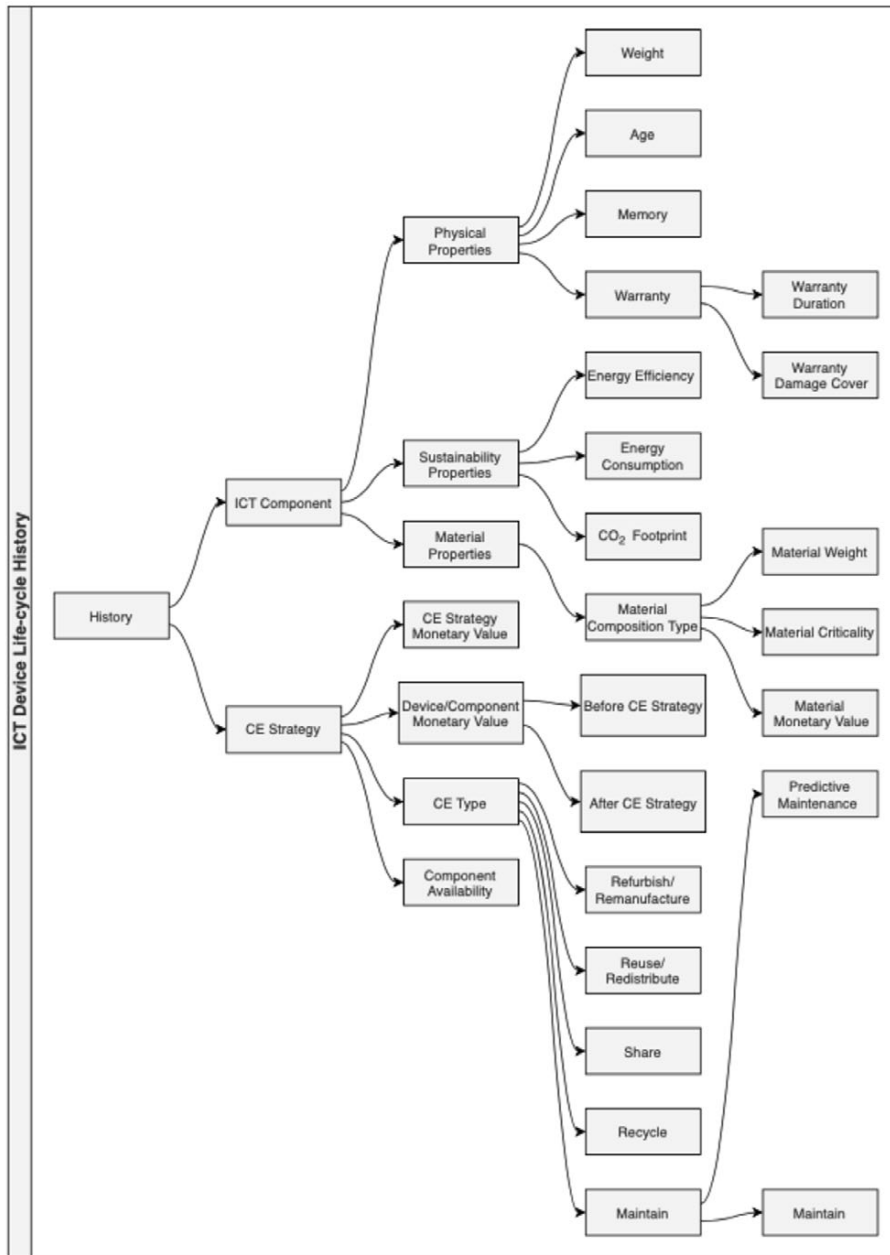 ICT Device Life-cycle History
History
ICT Component
CE Strategy
Physical
Properties
Sustainability
Properties
Material
Properties
CE Strategy
Monetary Value
Device/Component
Monetary Value
CE Type
Component
Availability
Weight
Age
Memory
Warranty
Energy Efficiency
Energy
Consumption
CO₂ Footprint
Material
Composition Type
Before CE Strategy
After CE Strategy
Refurbish/
Remanufacture
Reuse/
Redistribute
Share
Recycle
Maintain
Warranty
Duration
Warranty
Damage Cover
Material Weight
Material Criticality
Material
Monetary Value
Predictive
Maintenance
Maintain